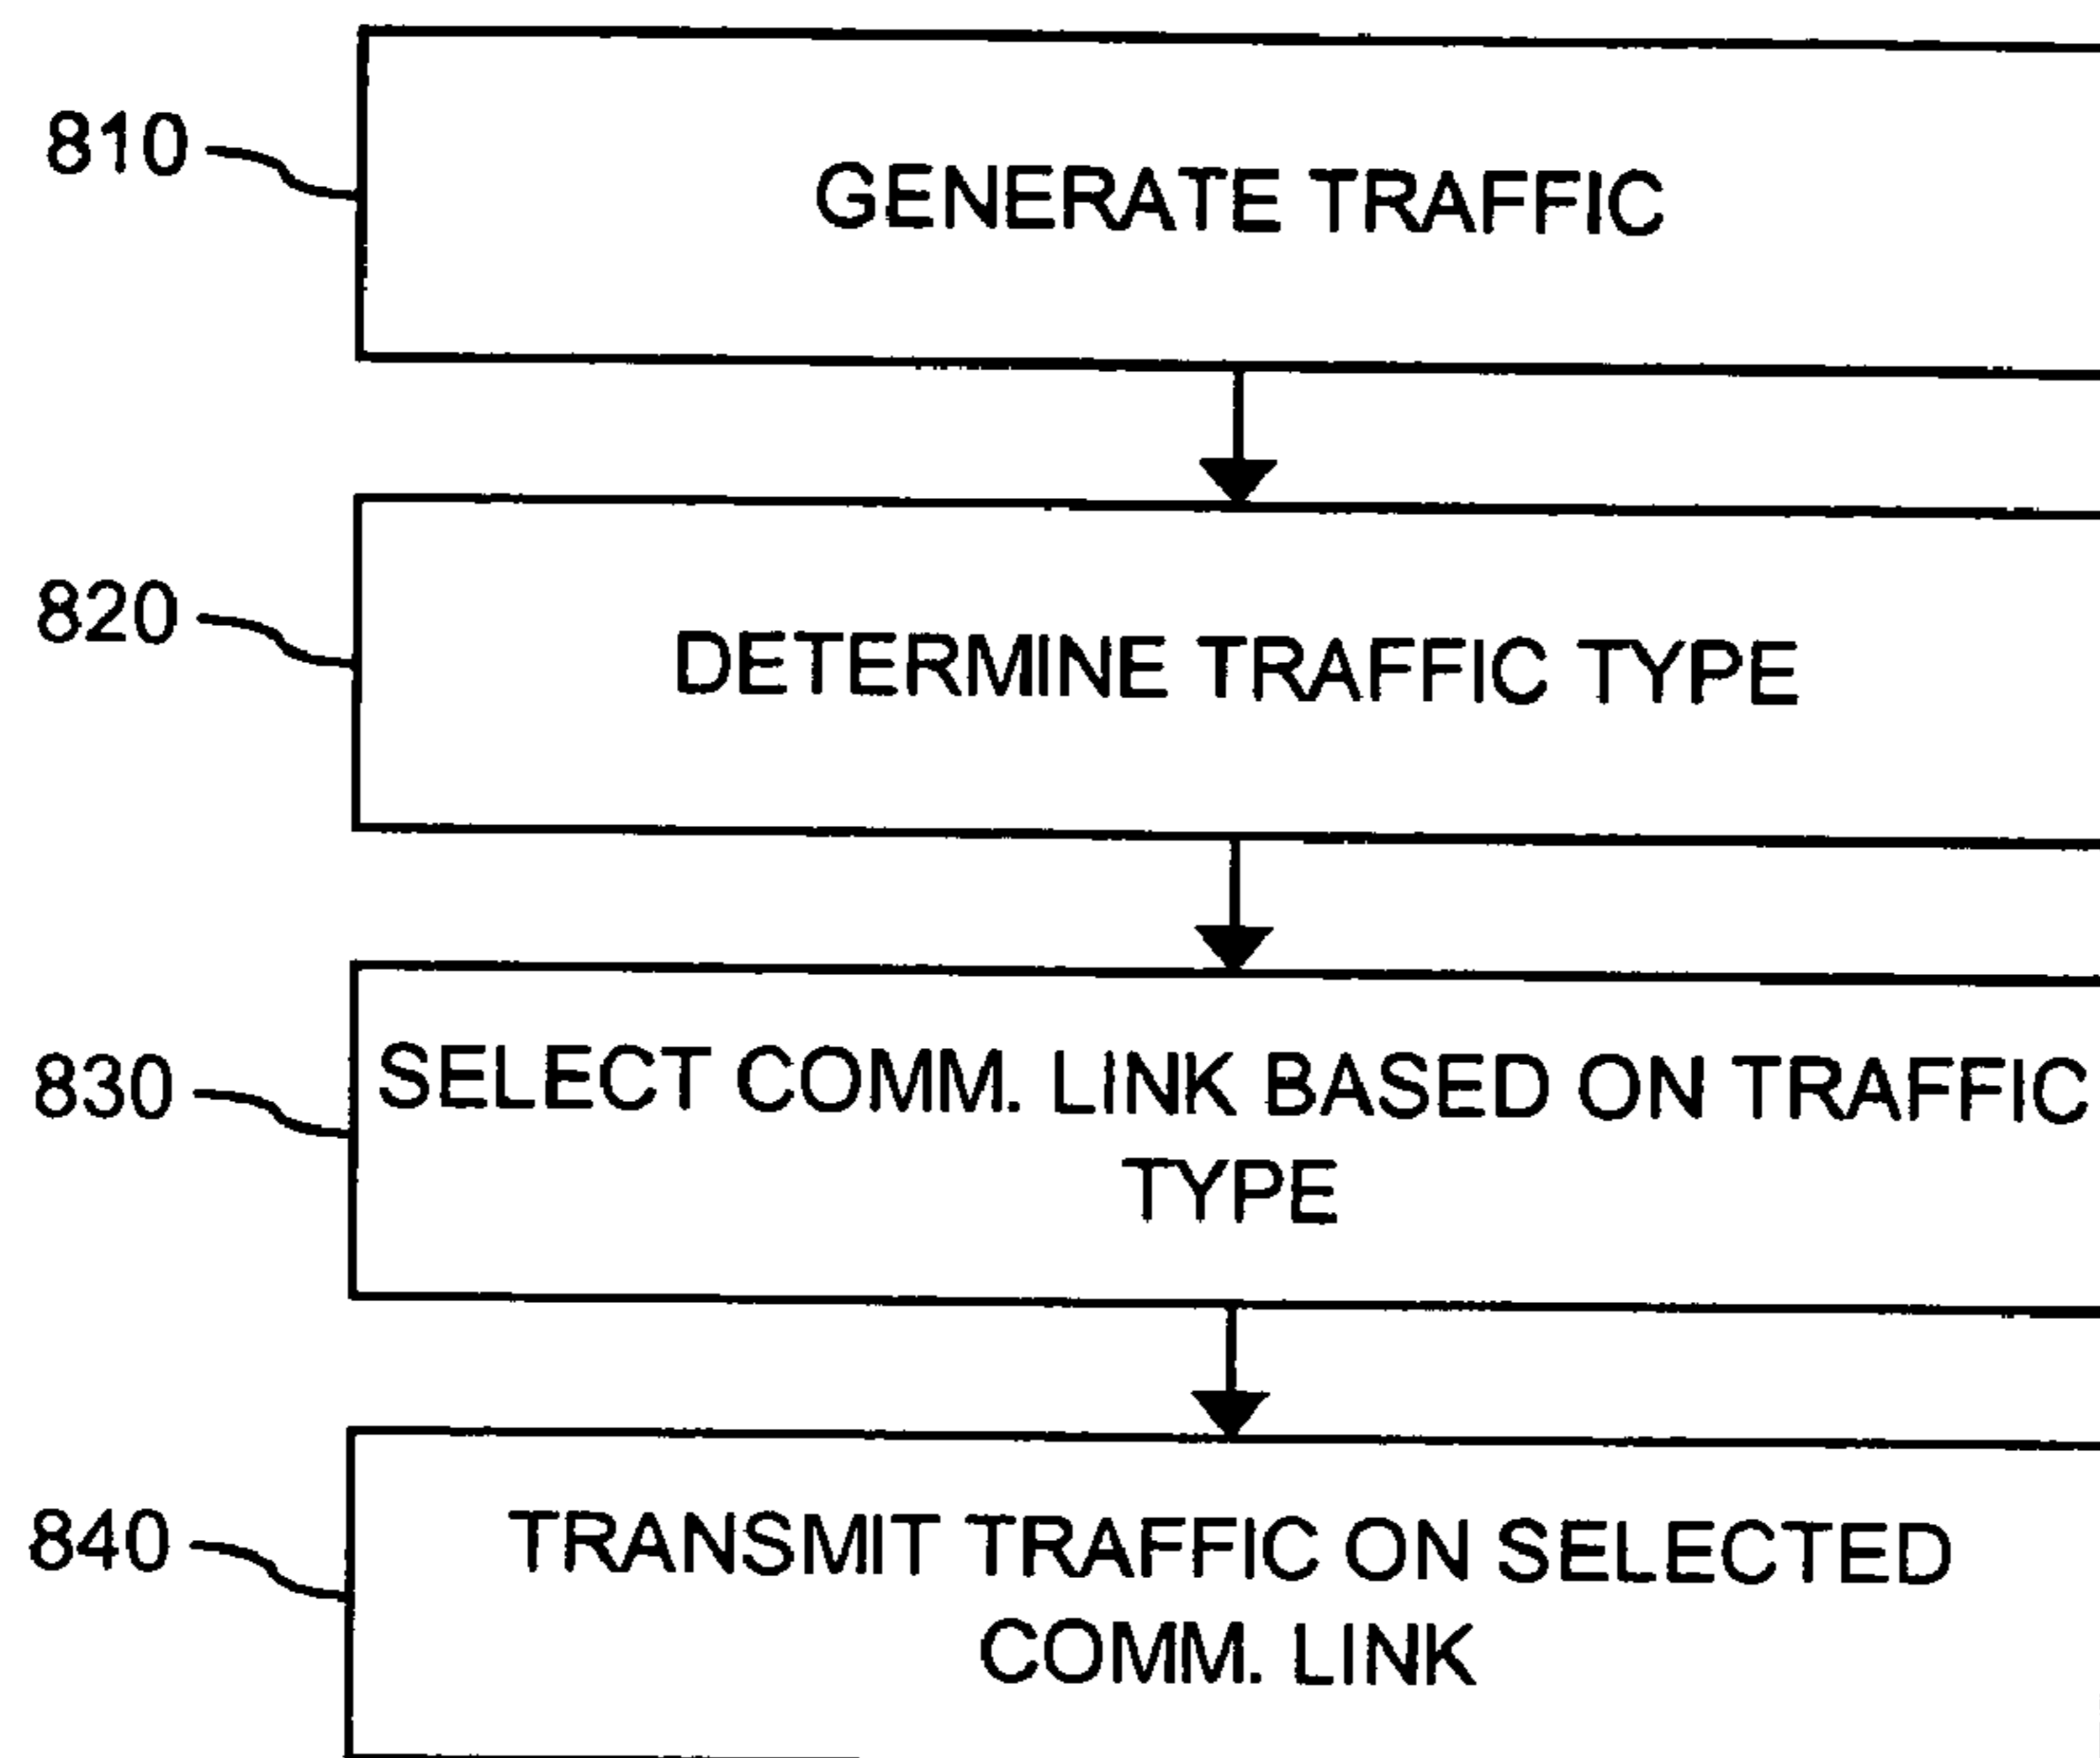 810
GENERATE TRAFFIC
820
DETERMINE TRAFFIC TYPE
830
SELECT COMM. LINK BASED ON TRAFFIC
TYPE
840
TRANSMIT TRAFFIC ON SELECTED
COMM. LINK